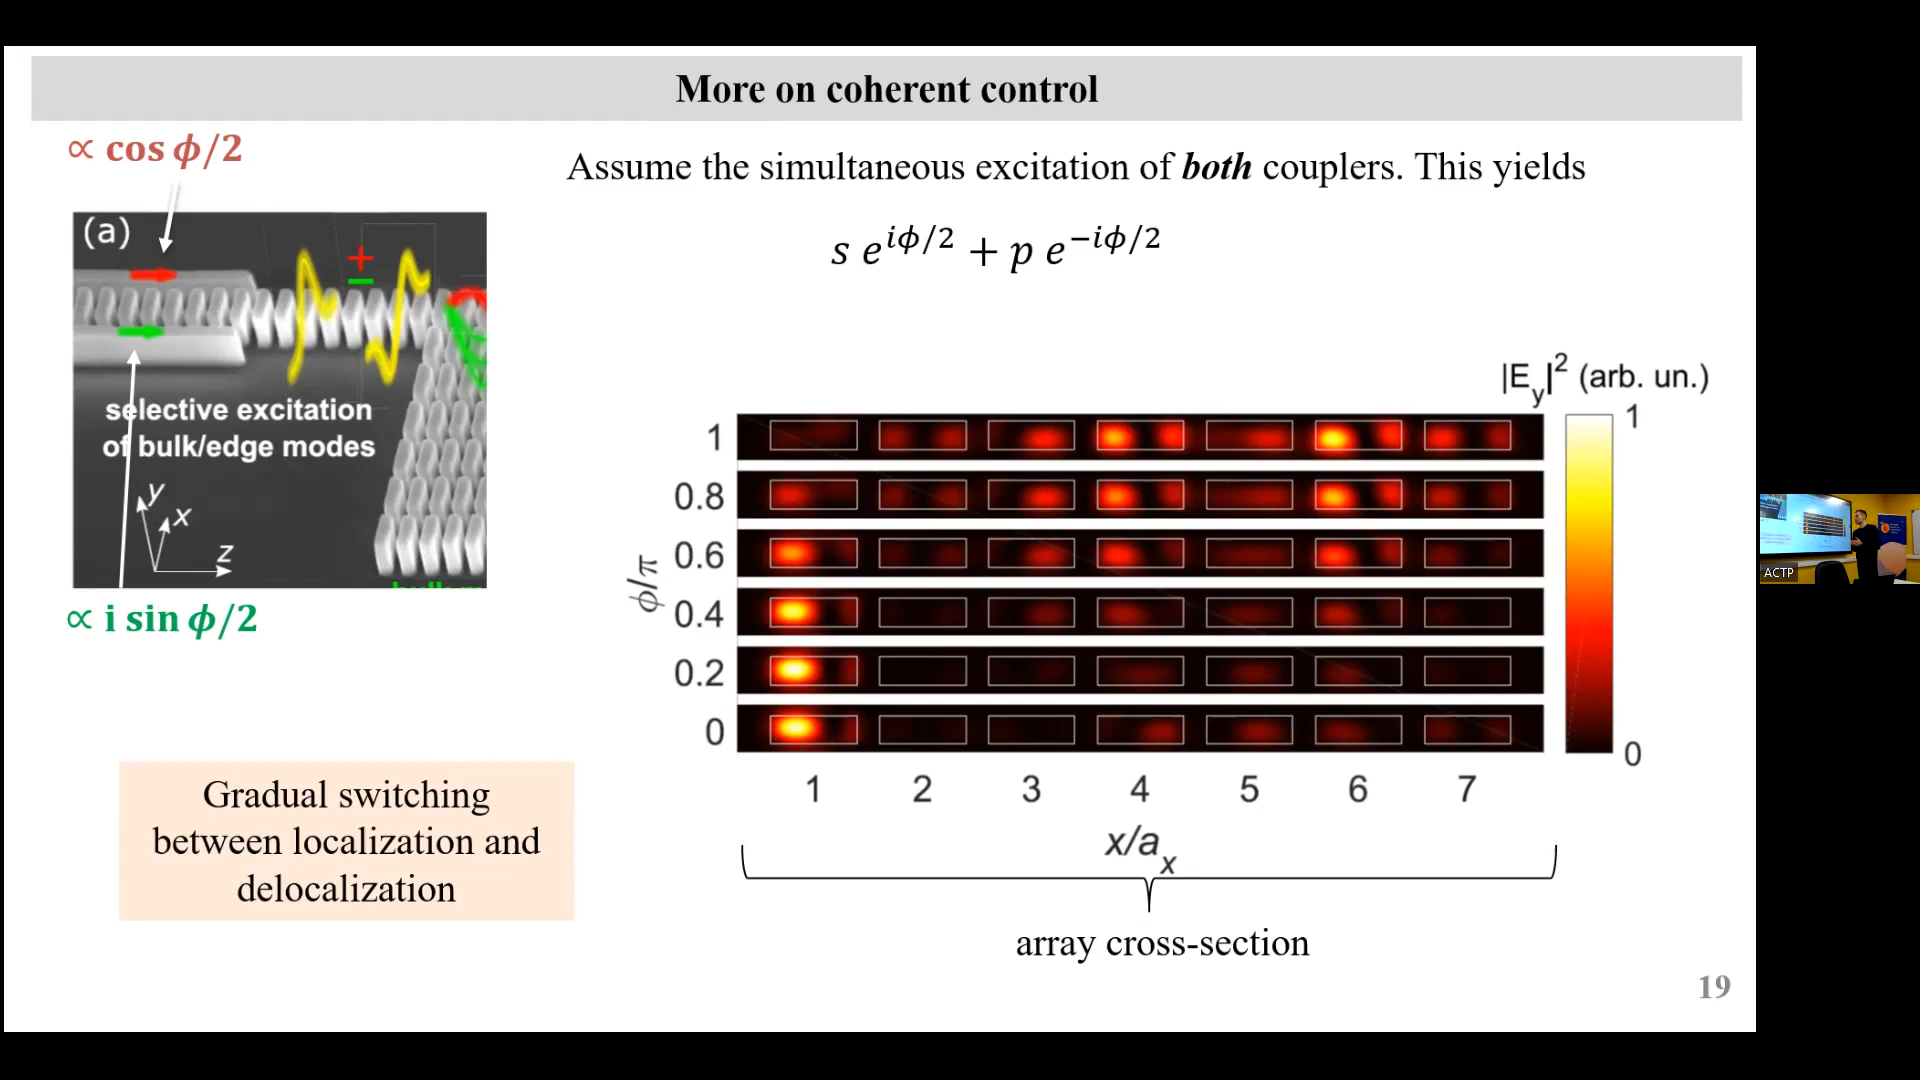 More on coherent control
∝ cos ϕ/2
Assume the simultaneous excitation of both couplers. This yields
s e^{iϕ/2} + p e^{−iϕ/2}
(a)
+
−
selective excitation
of bulk/edge modes
y
x
z
∝ i sin ϕ/2
Gradual switching
between localization and
delocalization
|E_y|^2 (arb. un.)
1
0
ϕ/π
1
0.8
0.6
0.4
0.2
0
1 2 3 4 5 6 7
x/a_x
array cross-section
19
ACTP